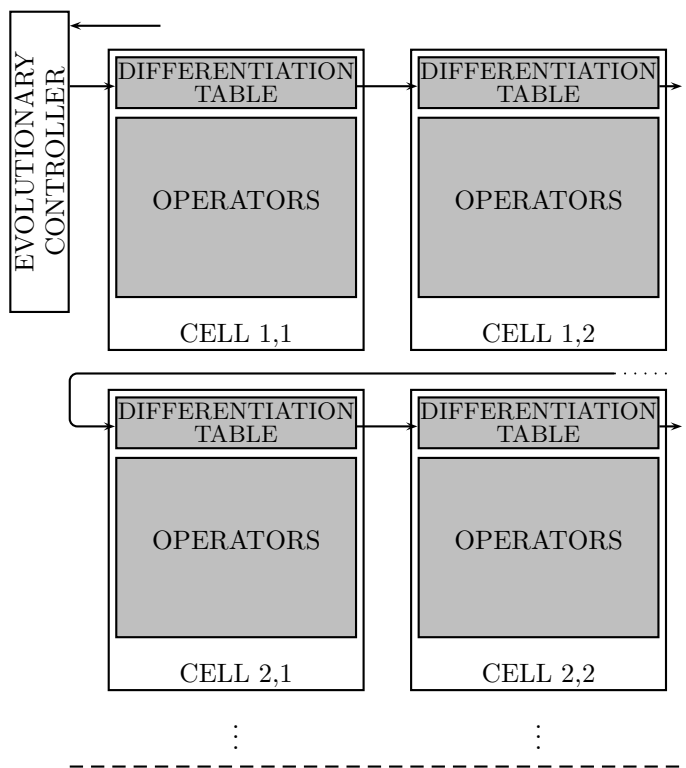 EVOLUTIONARY
CONTROLLER
DIFFERENTIATION
TABLE
OPERATORS
CELL 1,1
DIFFERENTIATION
TABLE
OPERATORS
CELL 1,2
DIFFERENTIATION
TABLE
OPERATORS
CELL 2,1
DIFFERENTIATION
TABLE
OPERATORS
CELL 2,2